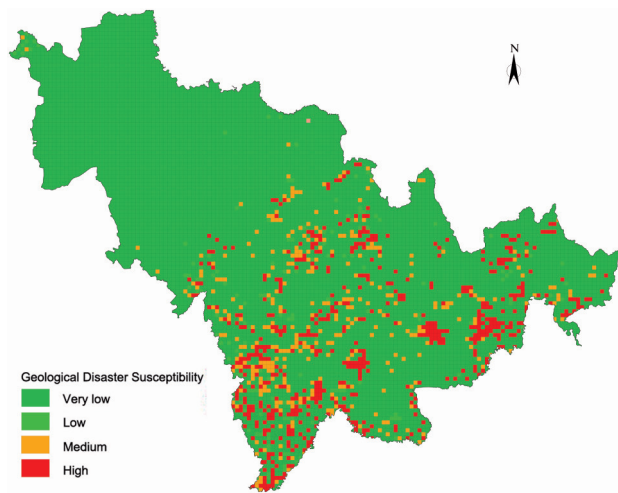 N
Geological Disaster Susceptibility
Very low
Low
Medium
High